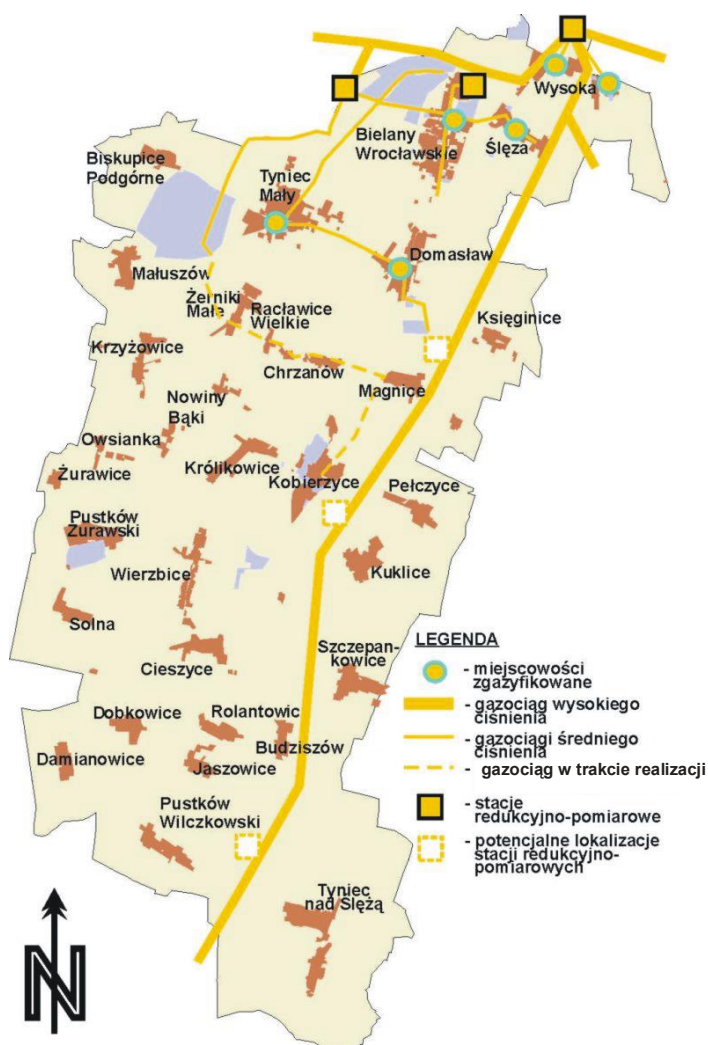 Wysoka
Bielany
Wrocławskie
Ślęza
Biskupice
Podgórne
Tyniec
Mały
Domasław
Małuszów
Żerniki
Małe
Racławice
Wielkie
Księginice
Krzyżowice
Chrzanów
Magnice
Nowiny
Bąki
Owsianka
Królikowice
Kobierzyce
Żurawice
Pełczyce
Pustków
Żurawski
Wierzbice
Kuklice
Solna
Cieszyce
Szczepan-
kowice
Dobkowice
Rolantowic
Budziszów
Damianowice
Jaszowice
Pustków
Wilczkowski
Tyniec
nad Slężą
N
LEGENDA
- miejscowości
zgazyfikowane
- gazociąg wysokiego
ciśnienia
- gazociągi średniego
ciśnienia
- gazociąg w trakcie realizacji
- stacje
redukcyjno-pomiarowe
- potencjalne lokalizacje
stacji redukcyjno-
pomiarowych